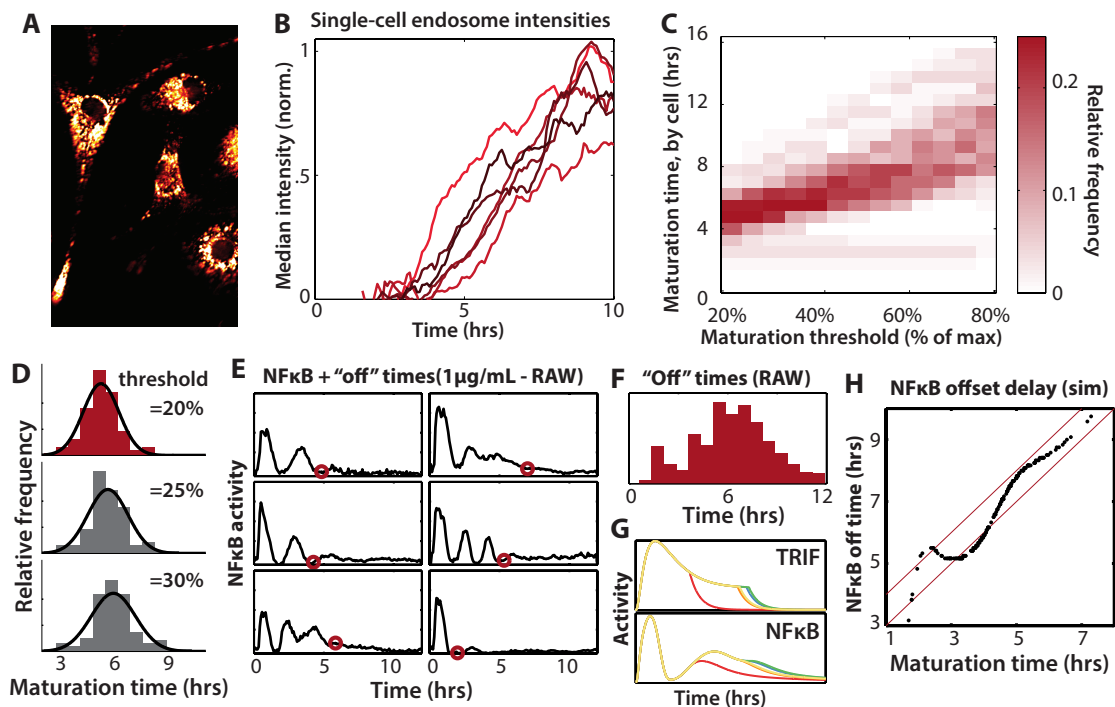 A
B
Single-cell endosome intensities
Median intensity (norm.)
1
.5
0
0
5
10
Time (hrs)
C
Maturation time, by cell (hrs)
16
12
8
4
0
20%
40%
60%
80%
Maturation threshold (% of max)
0.2
0.1
0
Relative frequency
D
threshold
=20%
=25%
=30%
Relative frequency
3
6
9
Maturation time (hrs)
E
NFκB + “off” times(1μg/mL - RAW)
NFκB activity
0
5
10
0
5
10
Time (hrs)
F
“Off” times (RAW)
0
6
12
Time (hrs)
G
TRIF
NFκB
Activity
Time (hrs)
H
NFκB offset delay (sim)
NFκB off time (hrs)
9
7
5
3
1
3
5
7
Maturation time (hrs)